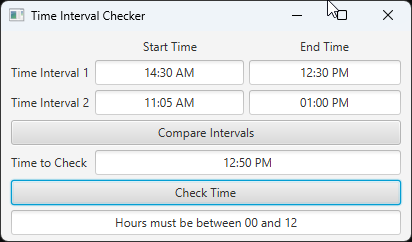 Time Interval Checker
Start Time End Time
Time Interval 1 14:30 AM 12:30 PM
Time Interval 2 11:05 AM 01:00 PM
Compare Intervals
Time to Check 12:50 PM
Check Time
Hours must be between 00 and 12